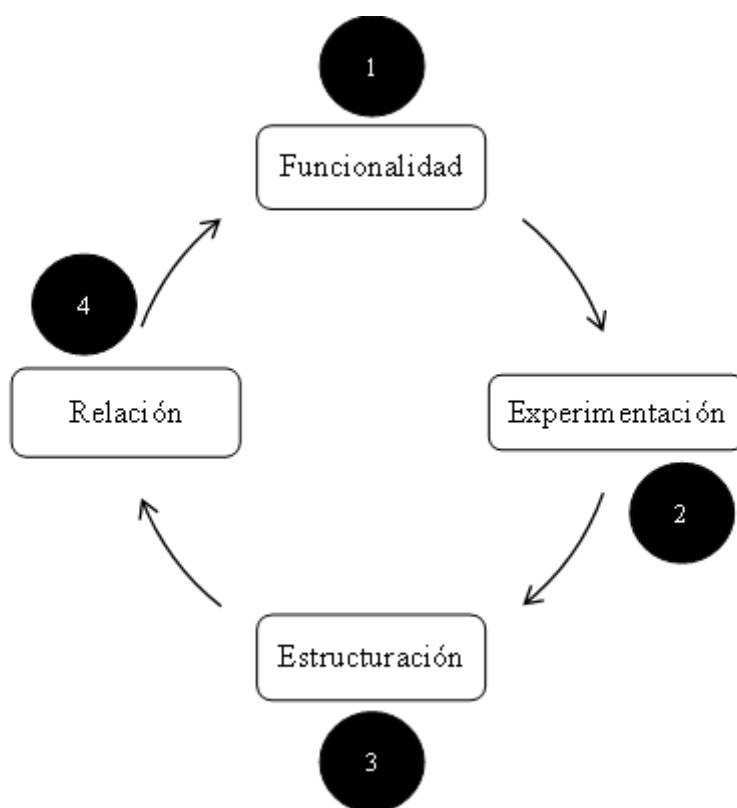 1
Funcionalidad
4
Relación
Experimentación
2
Estructuración
3